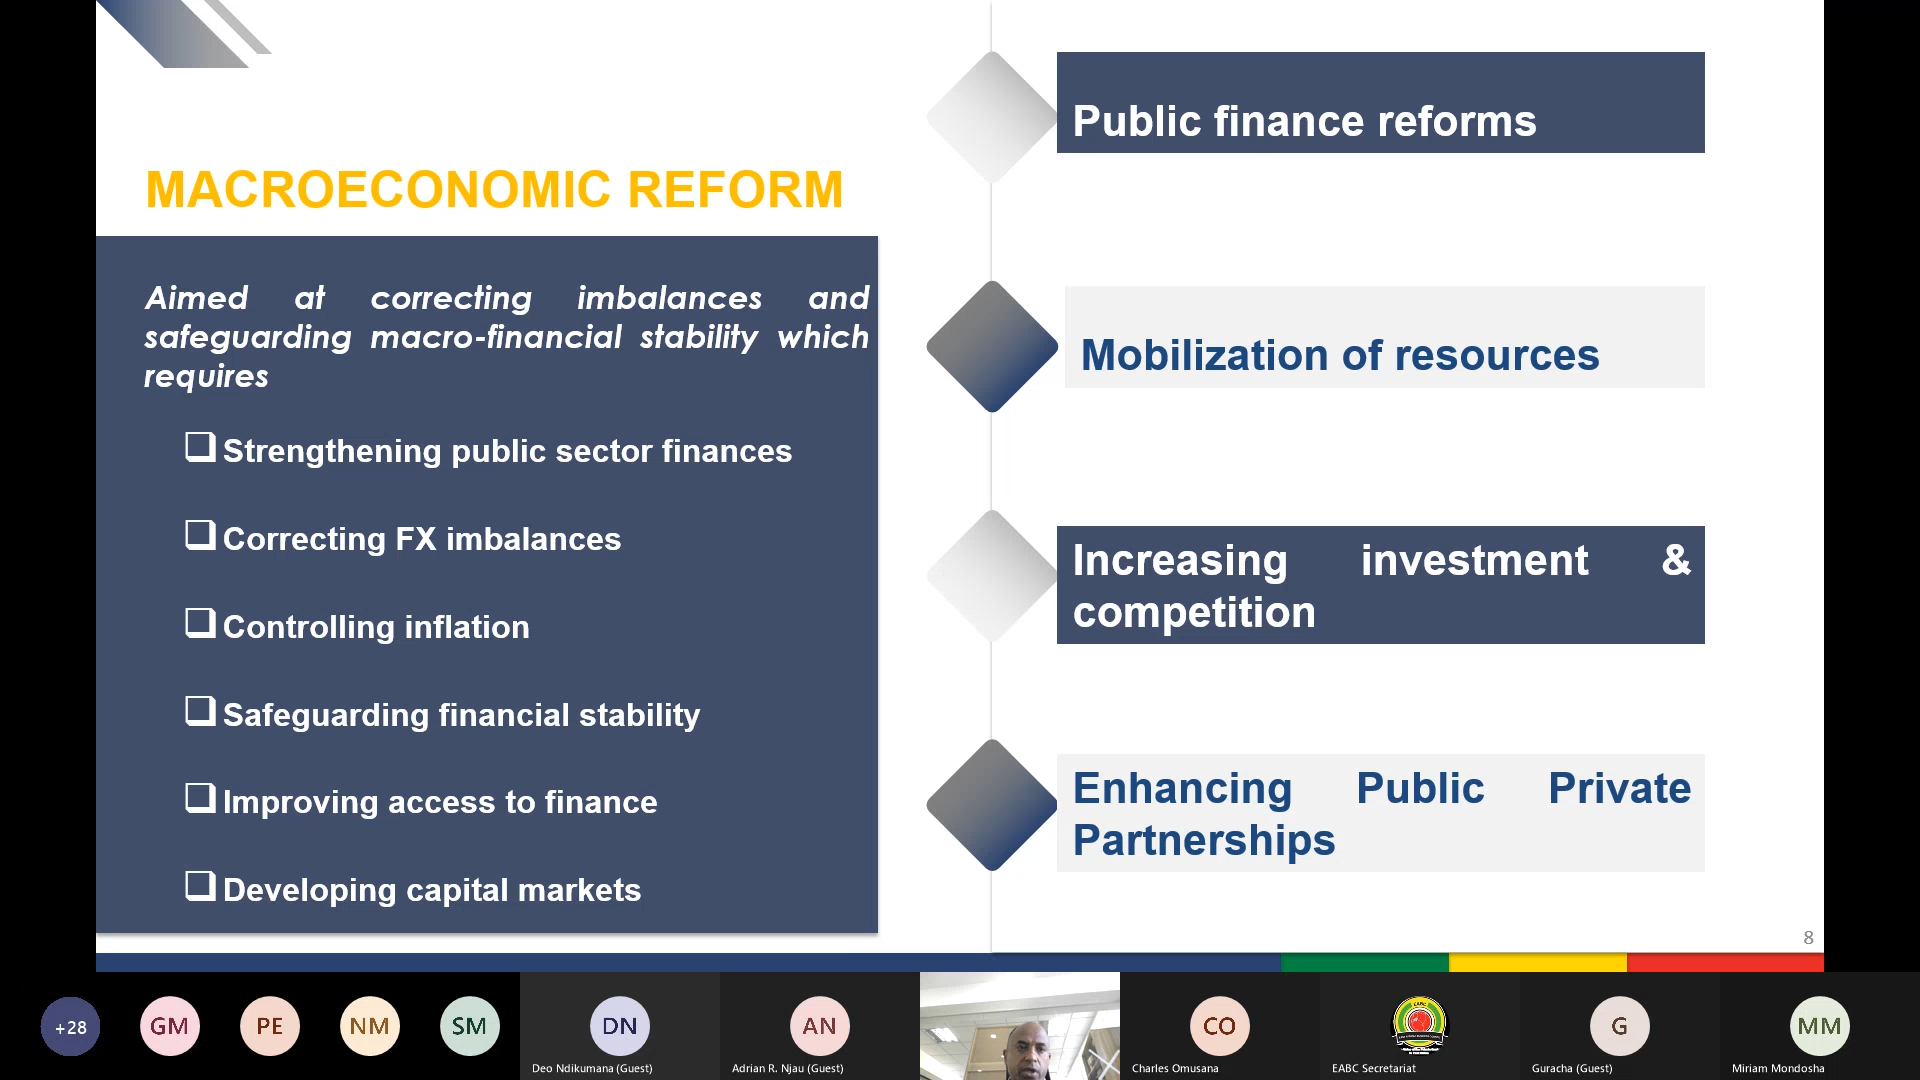 MACROECONOMIC REFORM
Aimed at correcting imbalances and
safeguarding macro-financial stability which
requires
❑ Strengthening public sector finances
❑ Correcting FX imbalances
❑ Controlling inflation
❑ Safeguarding financial stability
❑ Improving access to finance
❑ Developing capital markets
Public finance reforms
Mobilization of resources
Increasing investment &
competition
Enhancing Public Private
Partnerships
8
+28
GM
PE
NM
SM
DN
Deo Ndikumana (Guest)
AN
Adrian R. Njau (Guest)
CO
Charles Omusana
EABC
EABC Secretariat
G
Guracha (Guest)
MM
Miriam Mondosha